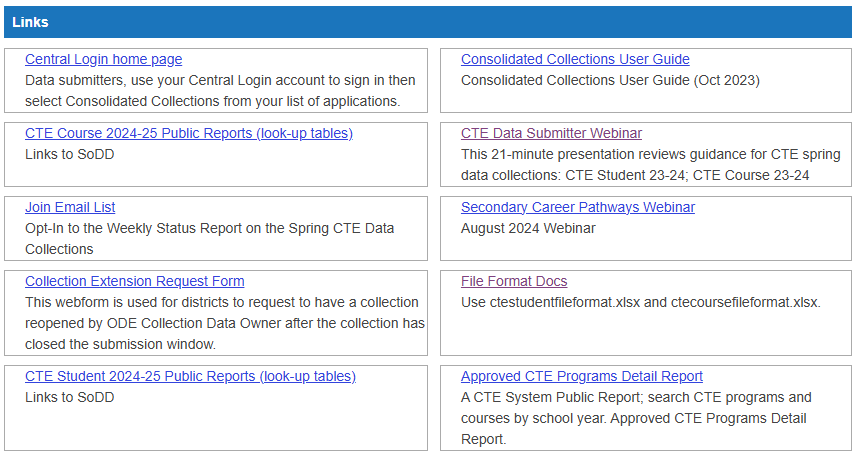 Links
Central Login home page
Data submitters, use your Central Login account to sign in then
select Consolidated Collections from your list of applications.
Consolidated Collections User Guide
Consolidated Collections User Guide (Oct 2023)
CTE Course 2024-25 Public Reports (look-up tables)
Links to SoDD
CTE Data Submitter Webinar
This 21-minute presentation reviews guidance for CTE spring
data collections: CTE Student 23-24; CTE Course 23-24
Join Email List
Opt-In to the Weekly Status Report on the Spring CTE Data
Collections
Secondary Career Pathways Webinar
August 2024 Webinar
Collection Extension Request Form
This webform is used for districts to request to have a collection
reopened by ODE Collection Data Owner after the collection has
closed the submission window.
File Format Docs
Use ctestudentfileformat.xlsx and ctecoursefileformat.xlsx.
CTE Student 2024-25 Public Reports (look-up tables)
Links to SoDD
Approved CTE Programs Detail Report
A CTE System Public Report; search CTE programs and
courses by school year. Approved CTE Programs Detail
Report.